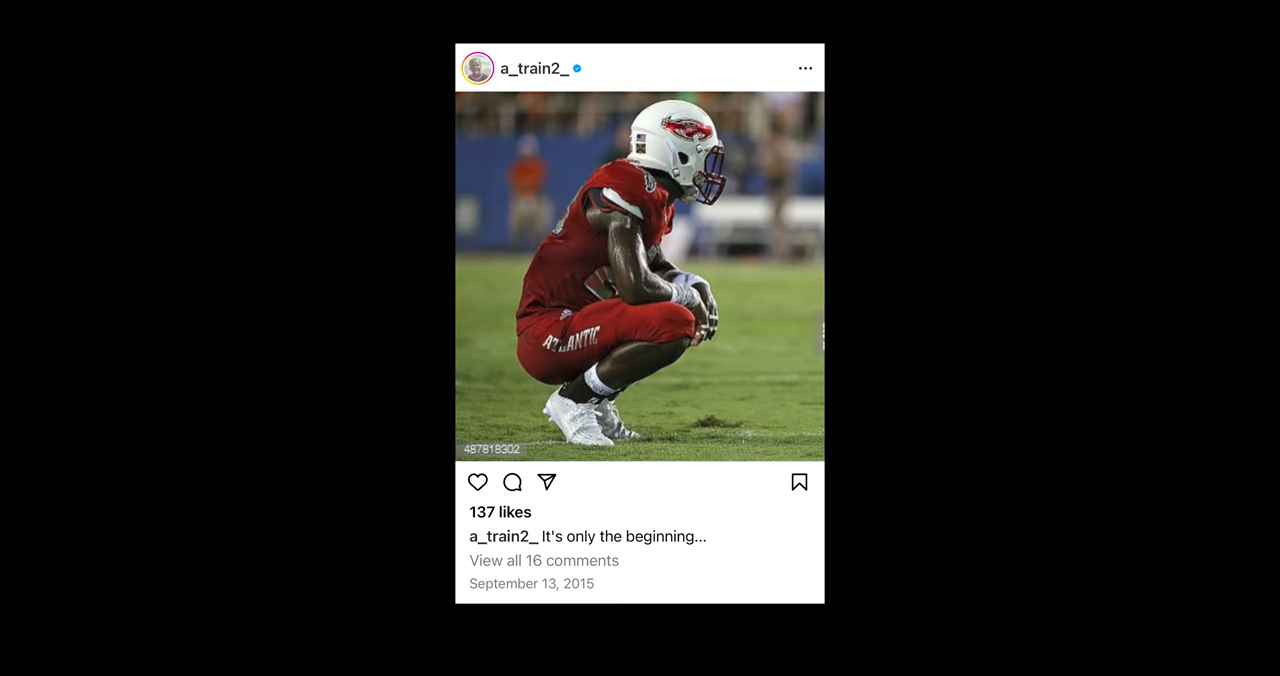 a_train2_
ATLANTIC
487818302
137 likes
a_train2_ It's only the beginning...
View all 16 comments
September 13, 2015